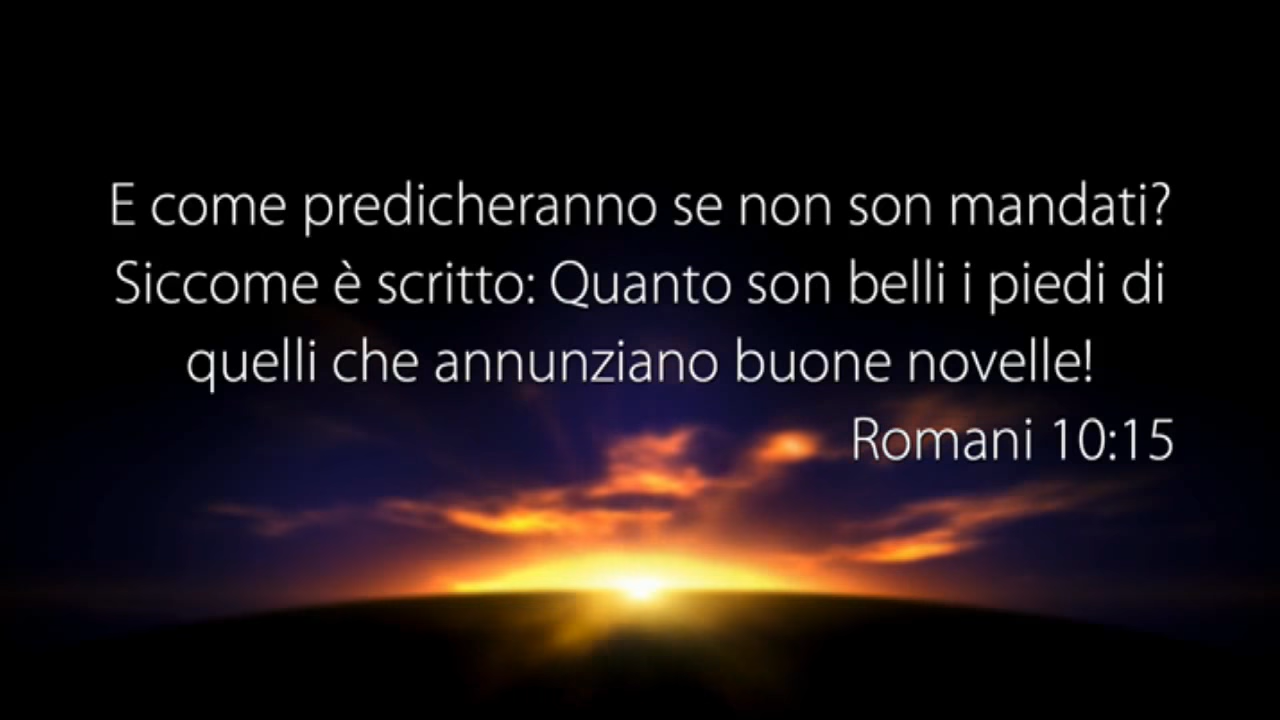 E come predicheranno se non son mandati?
Siccome è scritto: Quanto son belli i piedi di
quelli che annunziano buone novelle!
Romani 10:15